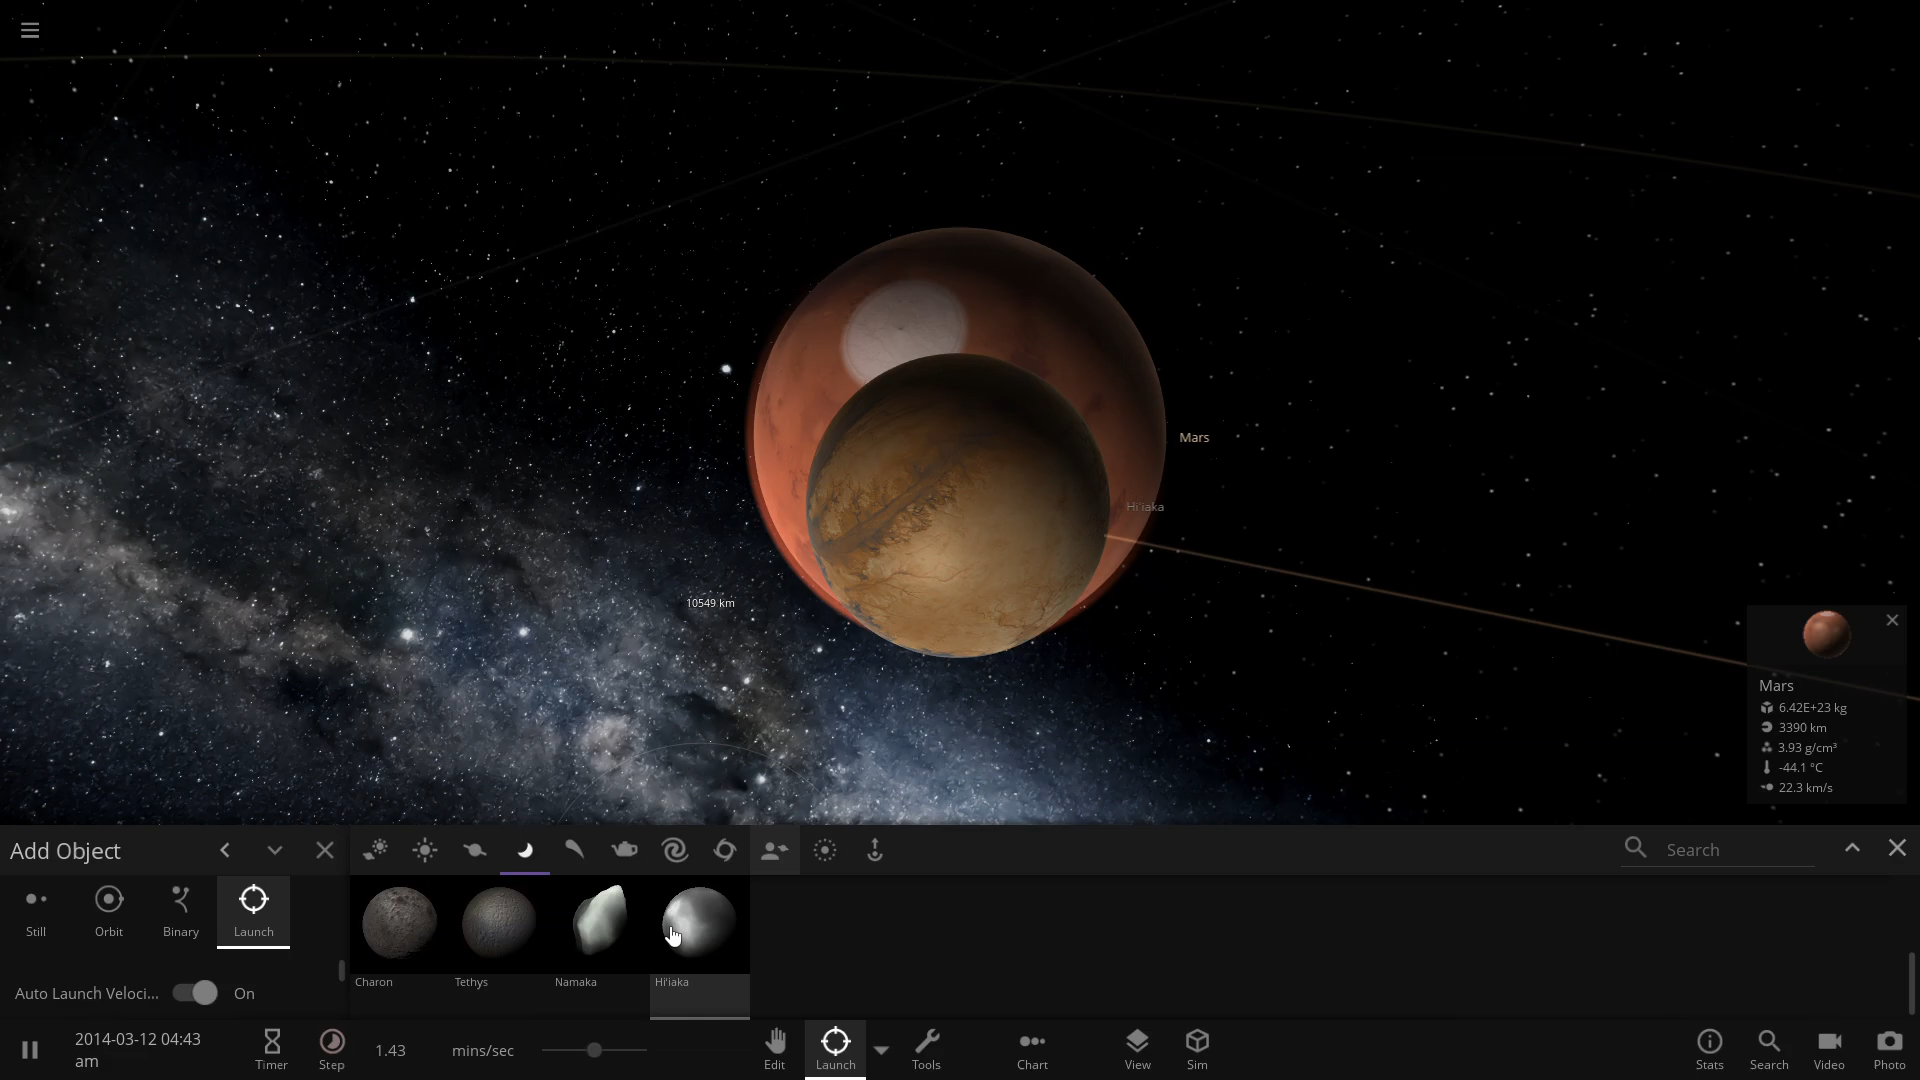 Mars
Hi'iaka
10549 km
Mars
6.42E+23 kg
3390 km
3.93 g/cm³
-44.1 °C
22.3 km/s
Add Object
Search
Still
Orbit
Binary
Launch
Charon
Tethys
Namaka
Hi'iaka
Auto Launch Veloci...
On
2014-03-12 04:43
am
Timer
Step
1.43
mins/sec
Edit
Launch
Tools
Chart
View
Sim
Stats
Search
Video
Photo